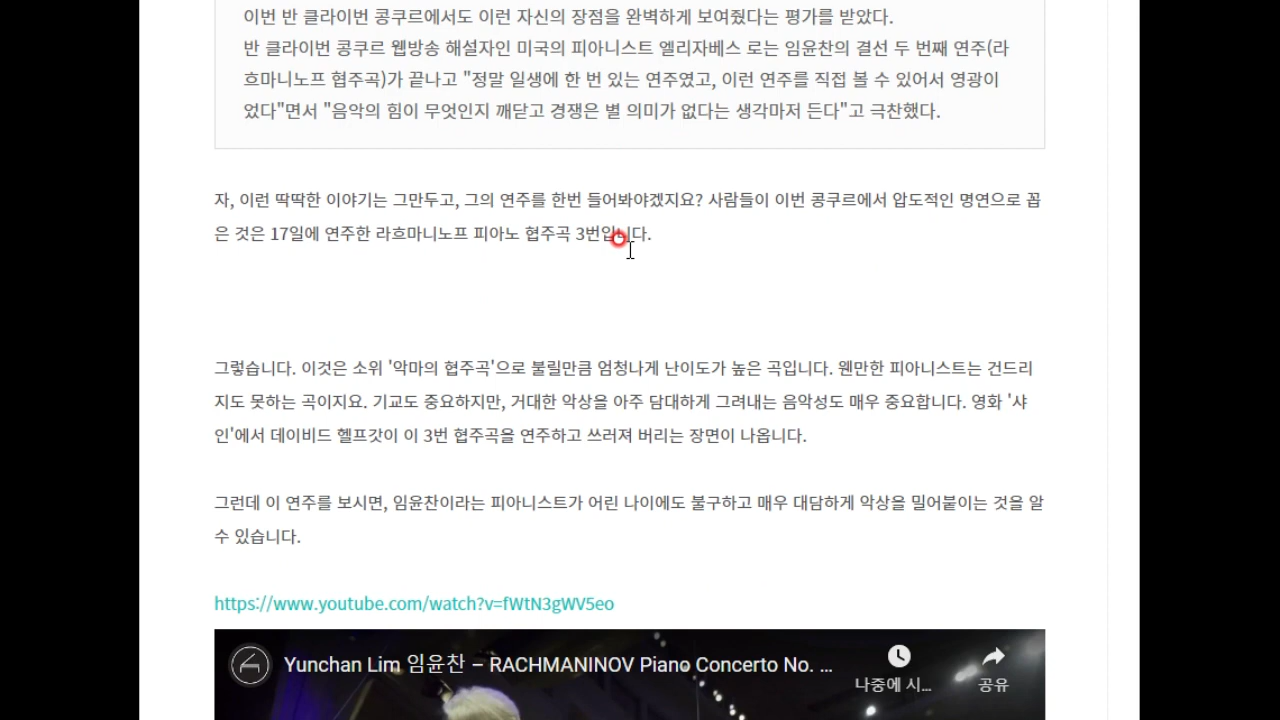 이번 반 클라이번 콩쿠르에서도 이런 자신의 장점을 완벽하게 보여줬다는 평가를 받았다.
반 클라이번 콩쿠르 웹방송 해설자인 미국의 피아니스트 엘리자베스 로는 임윤찬의 결선 두 번째 연주(라
흐마니노프 협주곡)가 끝나고 "정말 일생에 한 번 있는 연주였고, 이런 연주를 직접 볼 수 있어서 영광이
었다"면서 "음악의 힘이 무엇인지 깨닫고 경쟁은 별 의미가 없다는 생각마저 든다"고 극찬했다.
자, 이런 딱딱한 이야기는 그만두고, 그의 연주를 한번 들어봐야겠지요? 사람들이 이번 콩쿠르에서 압도적인 명연으로 꼽
은 것은 17일에 연주한 라흐마니노프 피아노 협주곡 3번입니다.
그렇습니다. 이것은 소위 '악마의 협주곡'으로 불릴만큼 엄청나게 난이도가 높은 곡입니다. 웬만한 피아니스트는 건드리
지도 못하는 곡이지요. 기교도 중요하지만, 거대한 악상을 아주 담대하게 그려내는 음악성도 매우 중요합니다. 영화 '샤
인'에서 데이비드 헬프갓이 이 3번 협주곡을 연주하고 쓰러져 버리는 장면이 나옵니다.
그런데 이 연주를 보시면, 임윤찬이라는 피아니스트가 어린 나이에도 불구하고 매우 대담하게 악상을 밀어붙이는 것을 알
수 있습니다.
https://www.youtube.com/watch?v=fWtN3gWV5eo
Yunchan Lim 임윤찬 – RACHMANINOV Piano Concerto No. ...
나중에 시...
공유